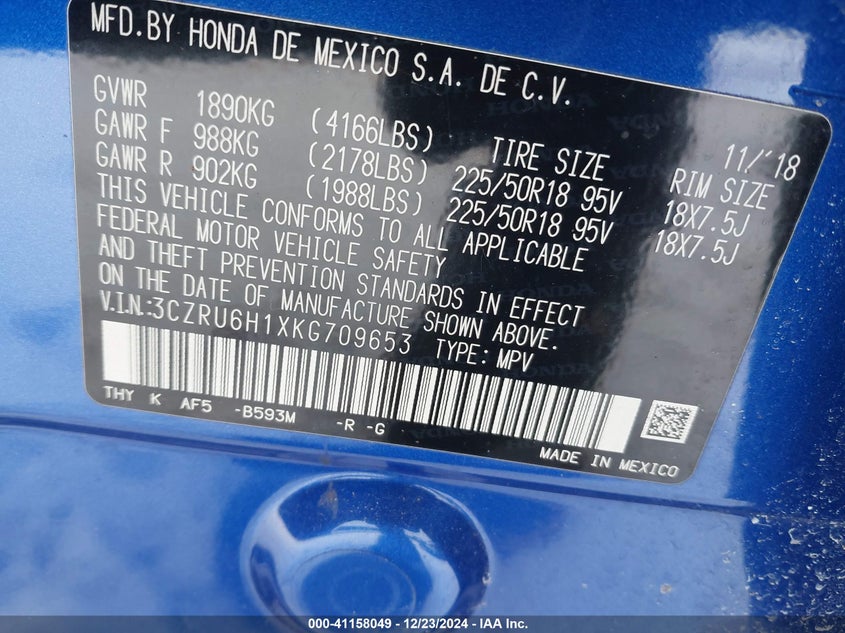 MFD.BY HONDA DE MEXICO S.A. DE C.V.
11/'18
GVWR 1890KG (4166LBS) TIRE SIZE RIM SIZE
GAWR F 988KG (2178LBS) 225/50R18 95V 18X7.5J
GAWR R 902KG (1988LBS) 225/50R18 95V 18X7.5J
THIS VEHICLE CONFORMS TO ALL APPLICABLE
FEDERAL MOTOR VEHICLE SAFETY
AND THEFT PREVENTION STANDARDS IN EFFECT
ON THE DATE OF MANUFACTURE SHOWN ABOVE.
V.I.N.:3CZRU6H1XKG709653 TYPE: MPV
THY K AF5 -B593M -R -G
MADE IN MEXICO
000-41158049 - 12/23/2024 - IAA Inc.